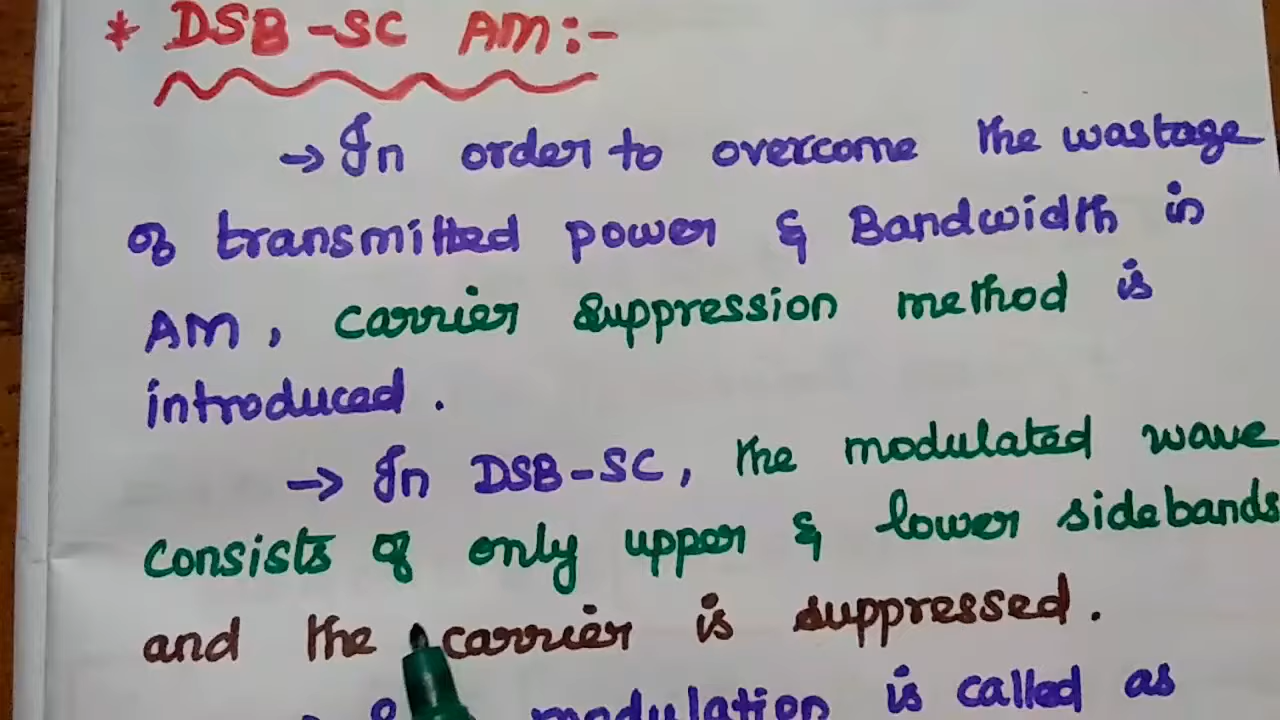 * DSB-SC AM:-
→ In order to overcome the wastage
of transmitted power & Bandwidth in
AM, carrier suppression method is
introduced.
→ In DSB-SC, the modulated wave
consists of only upper & lower sidebands
and the carrier is suppressed.
modulation is called as